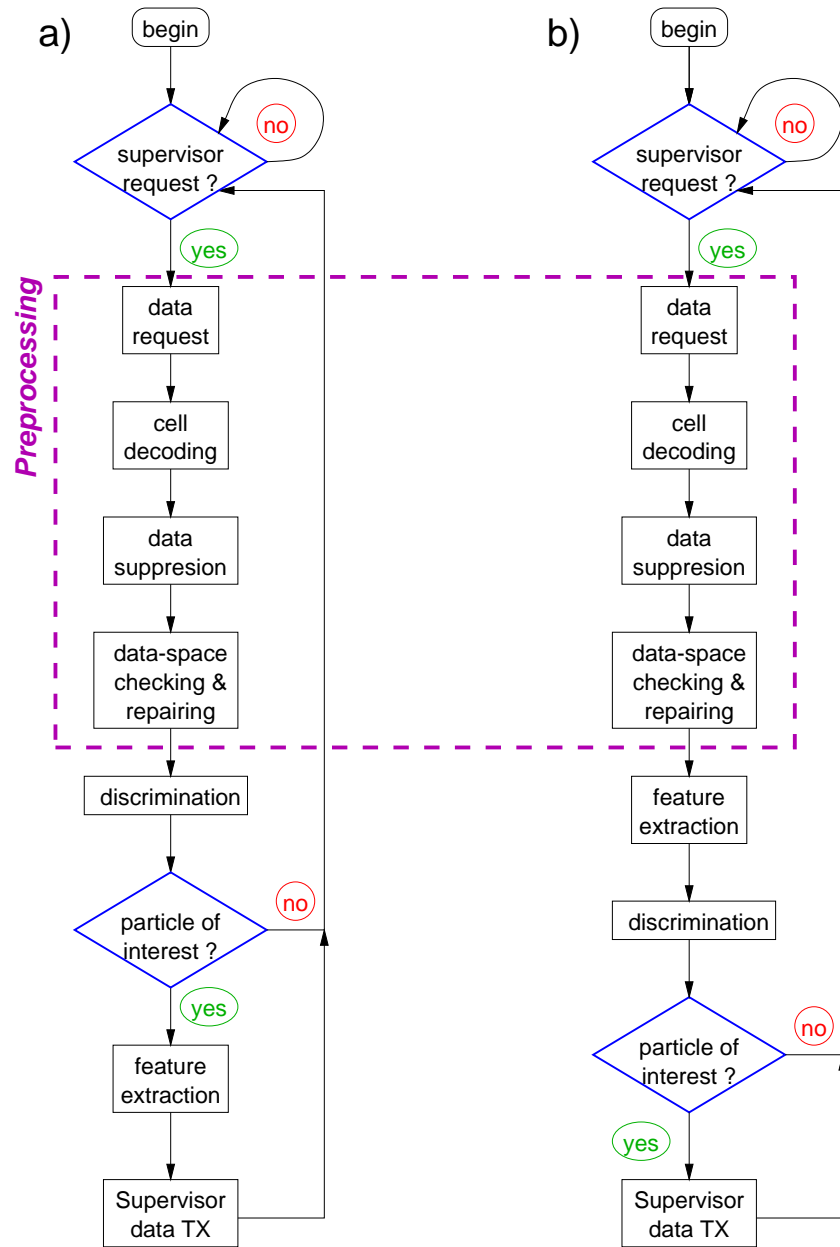 a)
begin
no
supervisor
request ?
yes
Preprocessing
data
request
cell
decoding
data
suppresion
data-space
checking &
repairing
discrimination
no
particle of
interest ?
yes
feature
extraction
Supervisor
data TX
b)
begin
no
supervisor
request ?
yes
data
request
cell
decoding
data
suppresion
data-space
checking &
repairing
feature
extraction
discrimination
no
particle of
interest ?
yes
Supervisor
data TX